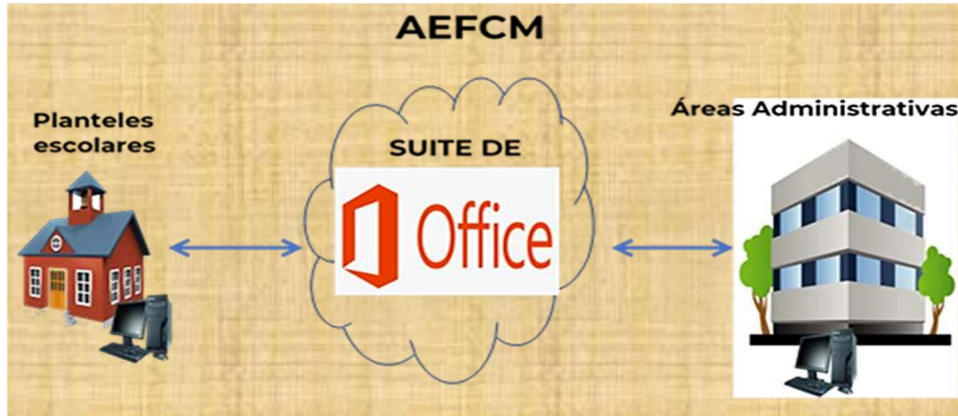 AEFCM
Planteles
escolares
SUITE DE
Office
Áreas Administrativas